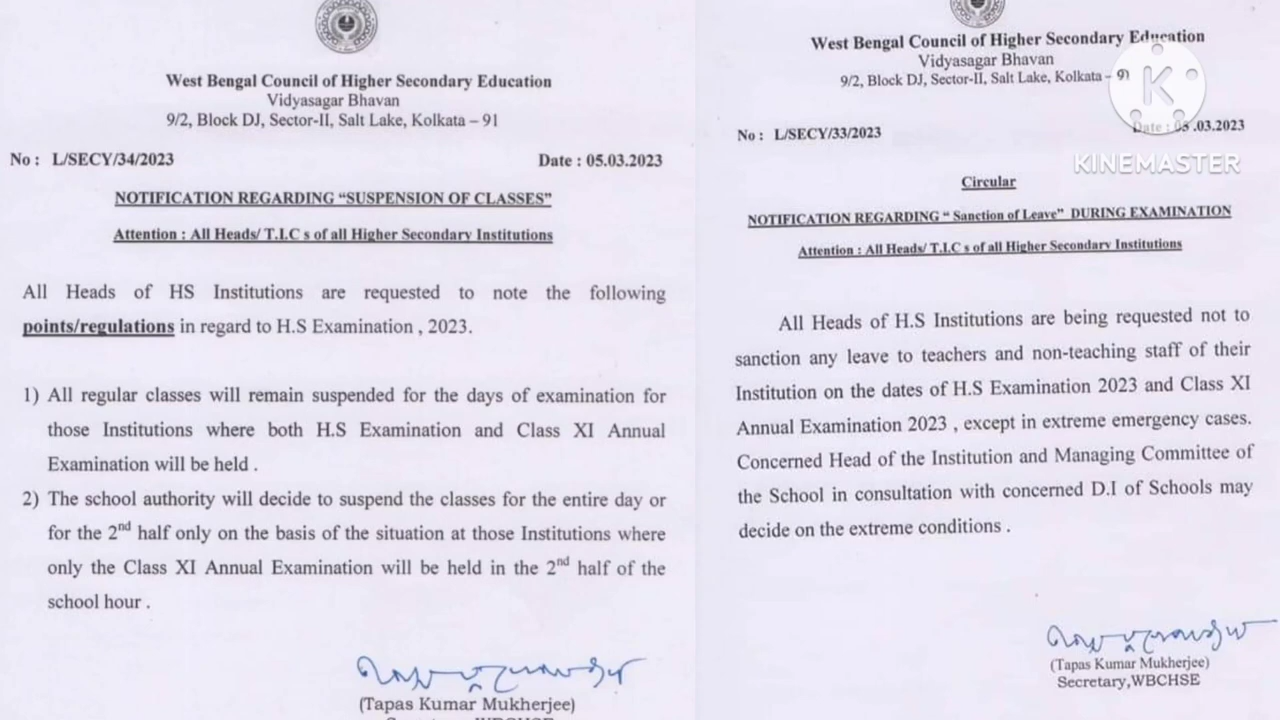 West Bengal Council of Higher Secondary Education
Vidyasagar Bhavan
9/2, Block DJ, Sector-II, Salt Lake, Kolkata – 91
No : L/SECY/34/2023 Date : 05.03.2023
NOTIFICATION REGARDING “SUSPENSION OF CLASSES”
Attention : All Heads/ T.I.C s of all Higher Secondary Institutions
All Heads of HS Institutions are requested to note the following
points/regulations in regard to H.S Examination , 2023.
1) All regular classes will remain suspended for the days of examination for
those Institutions where both H.S Examination and Class XI Annual
Examination will be held .
2) The school authority will decide to suspend the classes for the entire day or
for the 2nd half only on the basis of the situation at those Institutions where
only the Class XI Annual Examination will be held in the 2nd half of the
school hour .
(Tapas Kumar Mukherjee)
West Bengal Council of Higher Secondary Education
Vidyasagar Bhavan
9/2, Block DJ, Sector-II, Salt Lake, Kolkata – 91
No : L/SECY/33/2023 Date : 05.03.2023
K
KINEMASTER
Circular
NOTIFICATION REGARDING “ Sanction of Leave” DURING EXAMINATION
Attention : All Heads/ T.I.C s of all Higher Secondary Institutions
All Heads of H.S Institutions are being requested not to
sanction any leave to teachers and non-teaching staff of their
Institution on the dates of H.S Examination 2023 and Class XI
Annual Examination 2023 , except in extreme emergency cases.
Concerned Head of the Institution and Managing Committee of
the School in consultation with concerned D.I of Schools may
decide on the extreme conditions .
(Tapas Kumar Mukherjee)
Secretary,WBCHSE